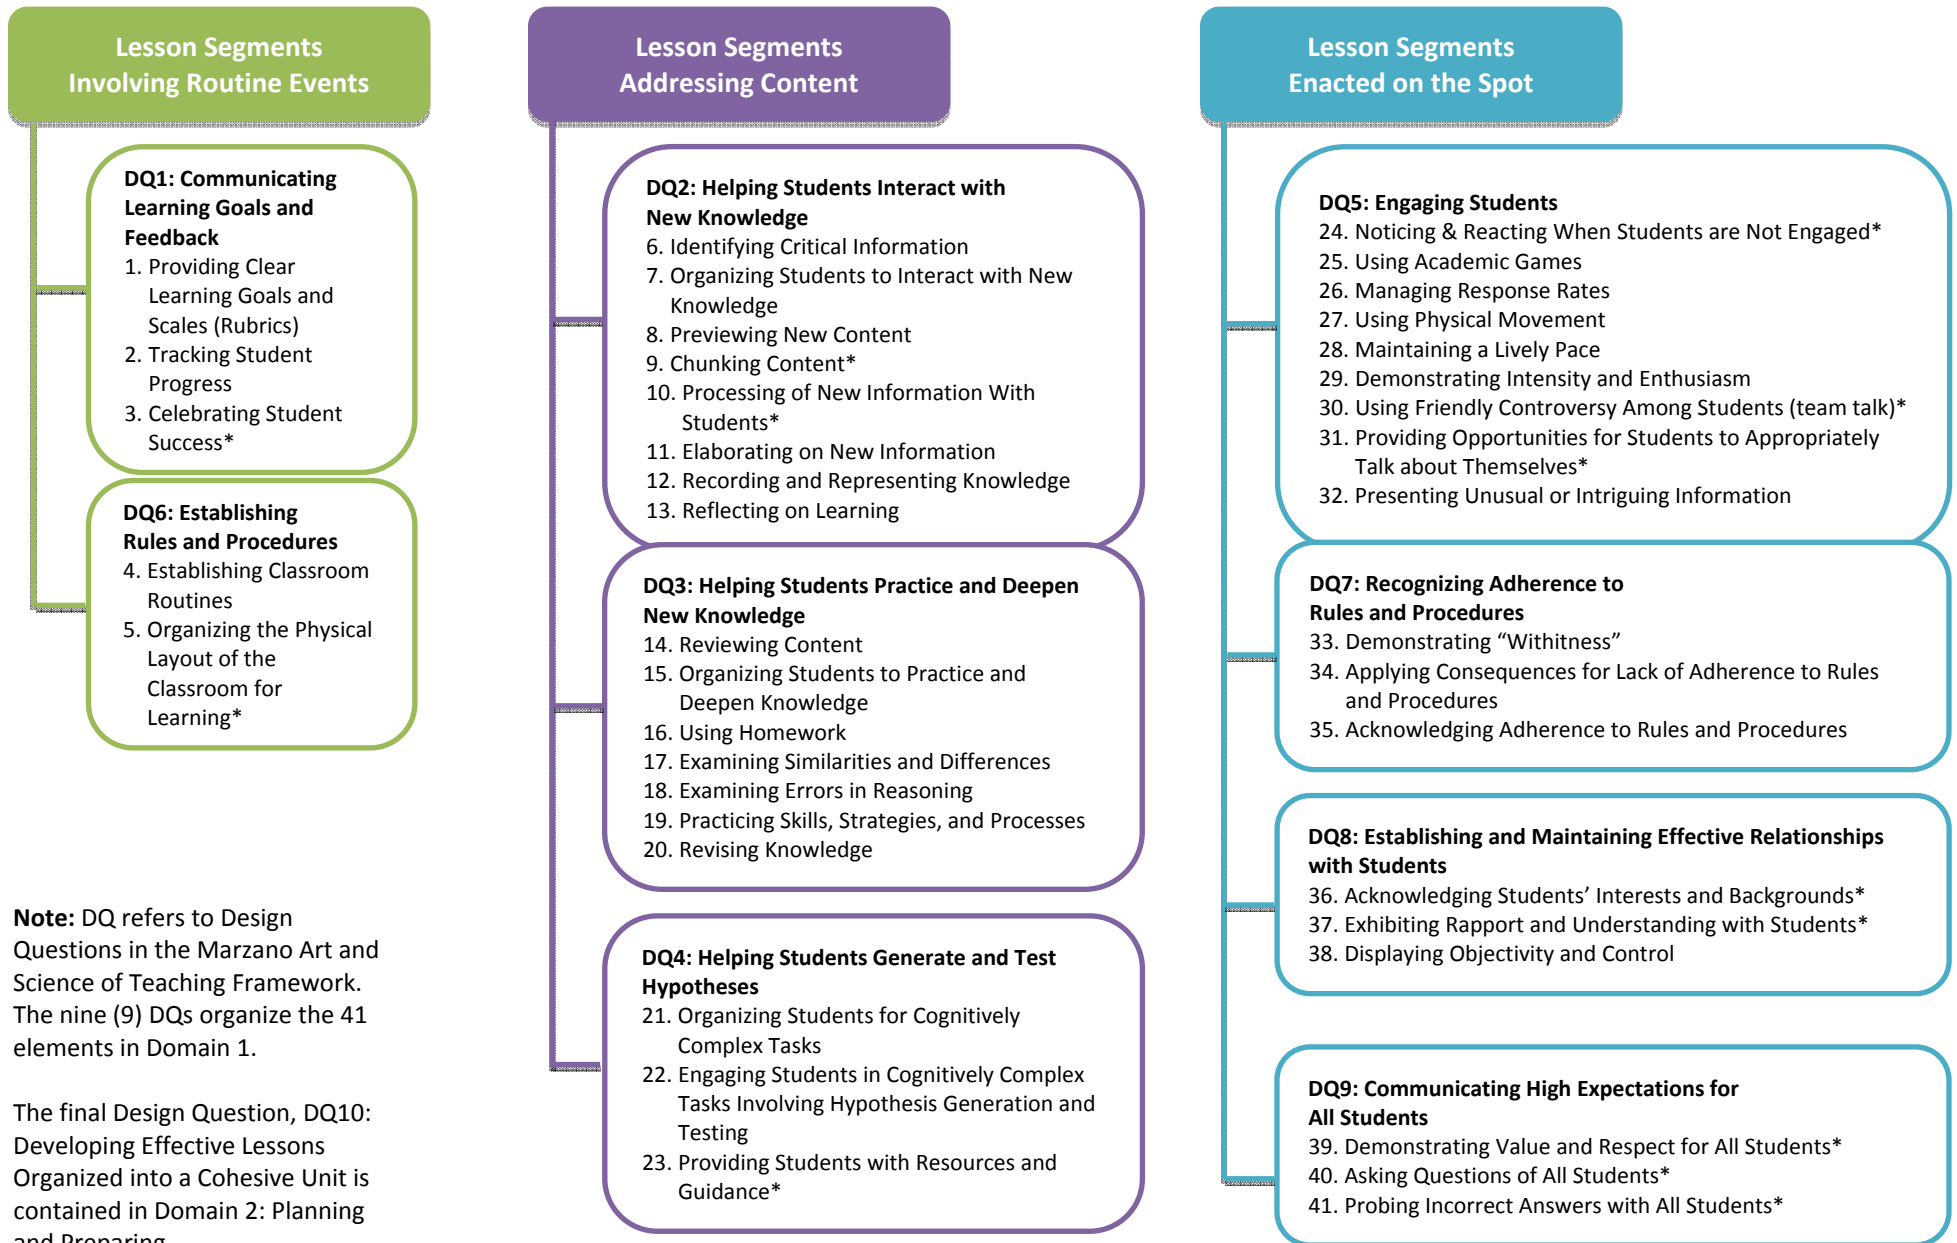 Lesson Segments
Involving Routine Events
DQ1: Communicating
Learning Goals and
Feedback
1. Providing Clear
Learning Goals and
Scales (Rubrics)
2. Tracking Student
Progress
3. Celebrating Student
Success*
DQ6: Establishing
Rules and Procedures
4. Establishing Classroom
Routines
5. Organizing the Physical
Layout of the
Classroom for
Learning*
Note: DQ refers to Design
Questions in the Marzano Art and
Science of Teaching Framework.
The nine (9) DQs organize the 41
elements in Domain 1.
The final Design Question, DQ10:
Developing Effective Lessons
Organized into a Cohesive Unit is
contained in Domain 2: Planning
and Preparing
Lesson Segments
Addressing Content
DQ2: Helping Students Interact with
New Knowledge
6. Identifying Critical Information
7. Organizing Students to Interact with New
Knowledge
8. Previewing New Content
9. Chunking Content*
10. Processing of New Information With
Students*
11. Elaborating on New Information
12. Recording and Representing Knowledge
13. Reflecting on Learning
DQ3: Helping Students Practice and Deepen
New Knowledge
14. Reviewing Content
15. Organizing Students to Practice and
Deepen Knowledge
16. Using Homework
17. Examining Similarities and Differences
18. Examining Errors in Reasoning
19. Practicing Skills, Strategies, and Processes
20. Revising Knowledge
DQ4: Helping Students Generate and Test
Hypotheses
21. Organizing Students for Cognitively
Complex Tasks
22. Engaging Students in Cognitively Complex
Tasks Involving Hypothesis Generation and
Testing
23. Providing Students with Resources and
Guidance*
Lesson Segments
Enacted on the Spot
DQ5: Engaging Students
24. Noticing & Reacting When Students are Not Engaged*
25. Using Academic Games
26. Managing Response Rates
27. Using Physical Movement
28. Maintaining a Lively Pace
29. Demonstrating Intensity and Enthusiasm
30. Using Friendly Controversy Among Students (team talk)*
31. Providing Opportunities for Students to Appropriately
Talk about Themselves*
32. Presenting Unusual or Intriguing Information
DQ7: Recognizing Adherence to
Rules and Procedures
33. Demonstrating “Withitness”
34. Applying Consequences for Lack of Adherence to Rules
and Procedures
35. Acknowledging Adherence to Rules and Procedures
DQ8: Establishing and Maintaining Effective Relationships
with Students
36. Acknowledging Students’ Interests and Backgrounds*
37. Exhibiting Rapport and Understanding with Students*
38. Displaying Objectivity and Control
DQ9: Communicating High Expectations for
All Students
39. Demonstrating Value and Respect for All Students*
40. Asking Questions of All Students*
41. Probing Incorrect Answers with All Students*